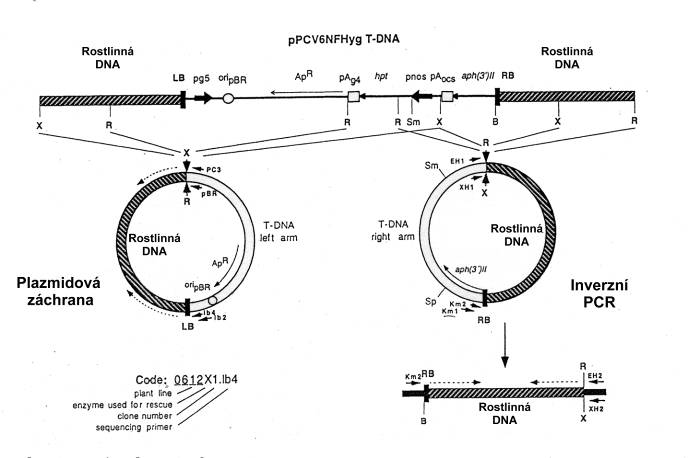 pPCV6NFHyg T-DNA
Rostlinná
DNA
Rostlinná
DNA
LB pg5 oripBR ApR pAg4 hpt pnos pAocs aph(3')II RB
X R R R Sm X B X R
X
PC3
pBR
R
Rostlinná
DNA
T-DNA
left arm
ApR
oripBR
lb4
lb2
LB
Plazmidová
záchrana
R
EH1
Sm
XH1
X
T-DNA
right arm
Rostlinná
DNA
aph(3')II
Sp
Km2
Km1
RB
Inverzní
PCR
Code: 0612X1.lb4
plant line
enzyme used for rescue
clone number
sequencing primer
Km2 RB R EH2
Rostlinná
DNA
B X XH2